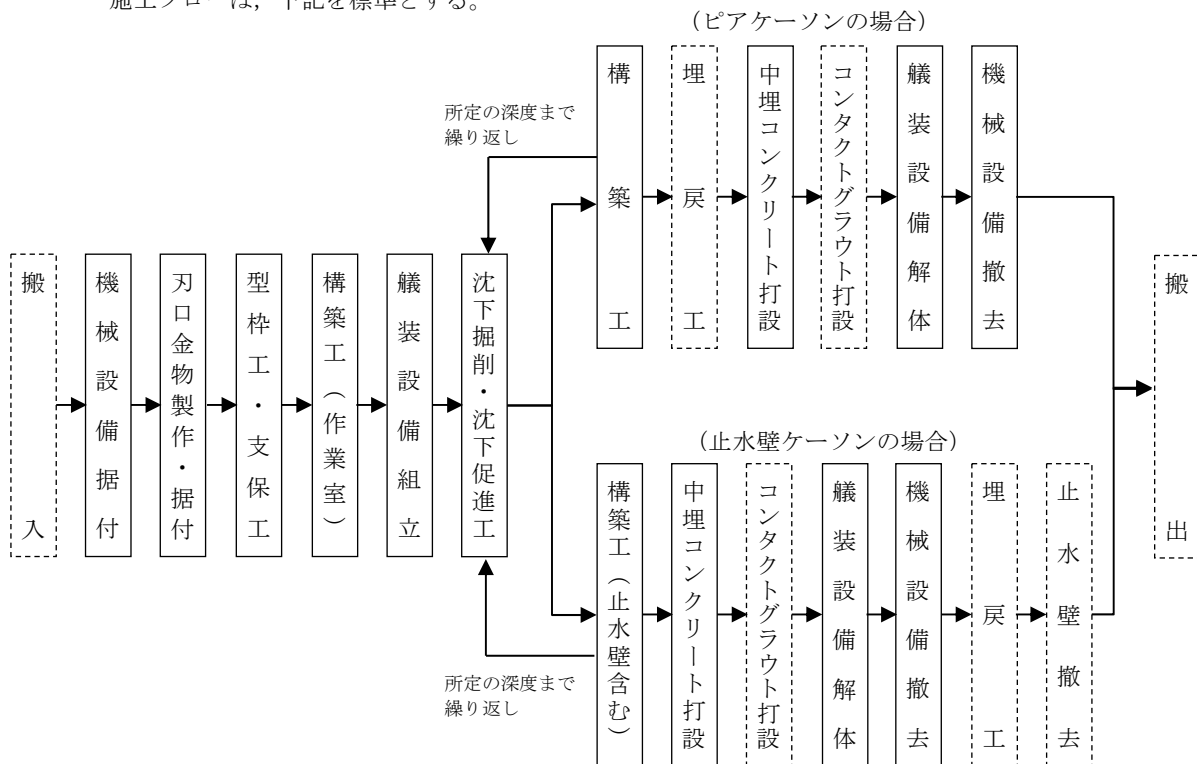 施工フローは，下記を標準とする。
（ピアケーソンの場合）
所定の深度まで
繰り返し
構築工
埋戻工
中埋コンクリート打設
コンタクトグラウト打設
艤装設備解体
機械設備撤去
搬入
機械設備据付
刃口金物製作・据付
型枠工・支保工
構築工（作業室）
艤装設備組立
沈下掘削・沈下促進工
搬出
（止水壁ケーソンの場合）
所定の深度まで
繰り返し
構築工（止水壁含む）
中埋コンクリート打設
コンタクトグラウト打設
艤装設備解体
機械設備撤去
埋戻工
止水壁撤去